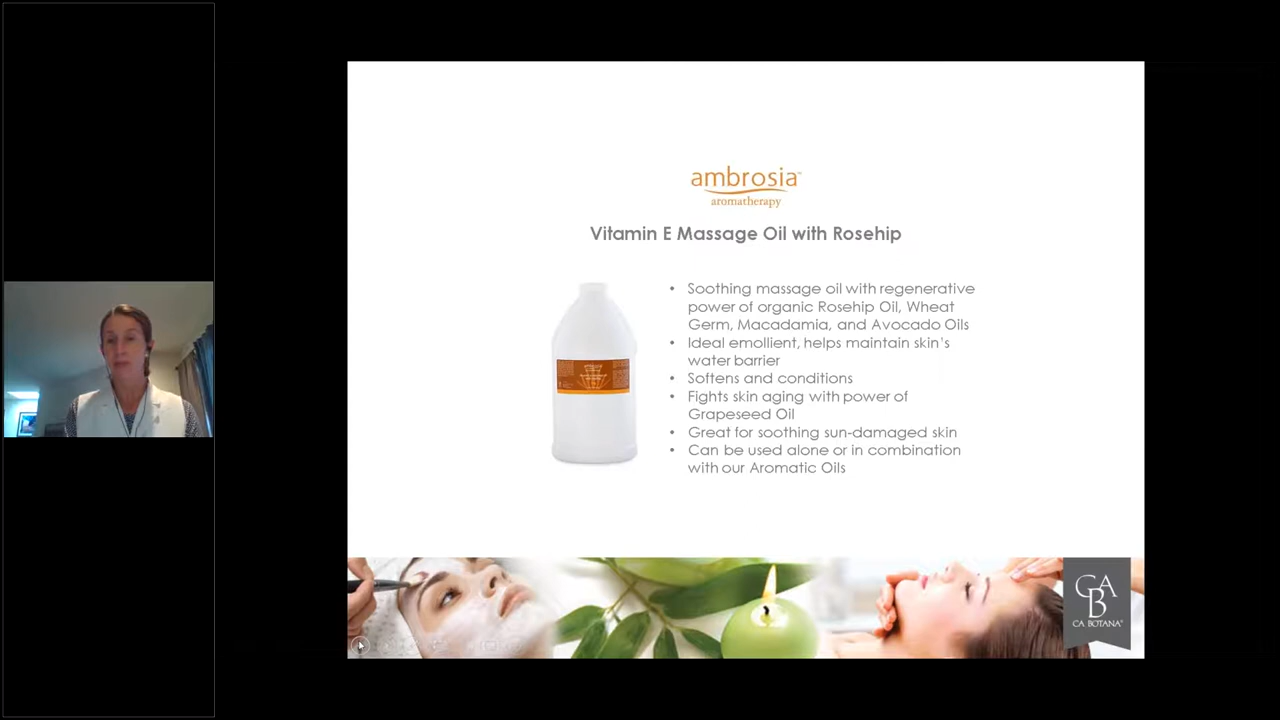 ambrosia
aromatherapy
Vitamin E Massage Oil with Rosehip
• Soothing massage oil with regenerative
power of organic Rosehip Oil, Wheat
Germ, Macadamia, and Avocado Oils
• Ideal emollient, helps maintain skin's
water barrier
• Softens and conditions
• Fights skin aging with power of
Grapeseed Oil
• Great for soothing sun-damaged skin
• Can be used alone or in combination
with our Aromatic Oils
CAB
CA BOTANA®